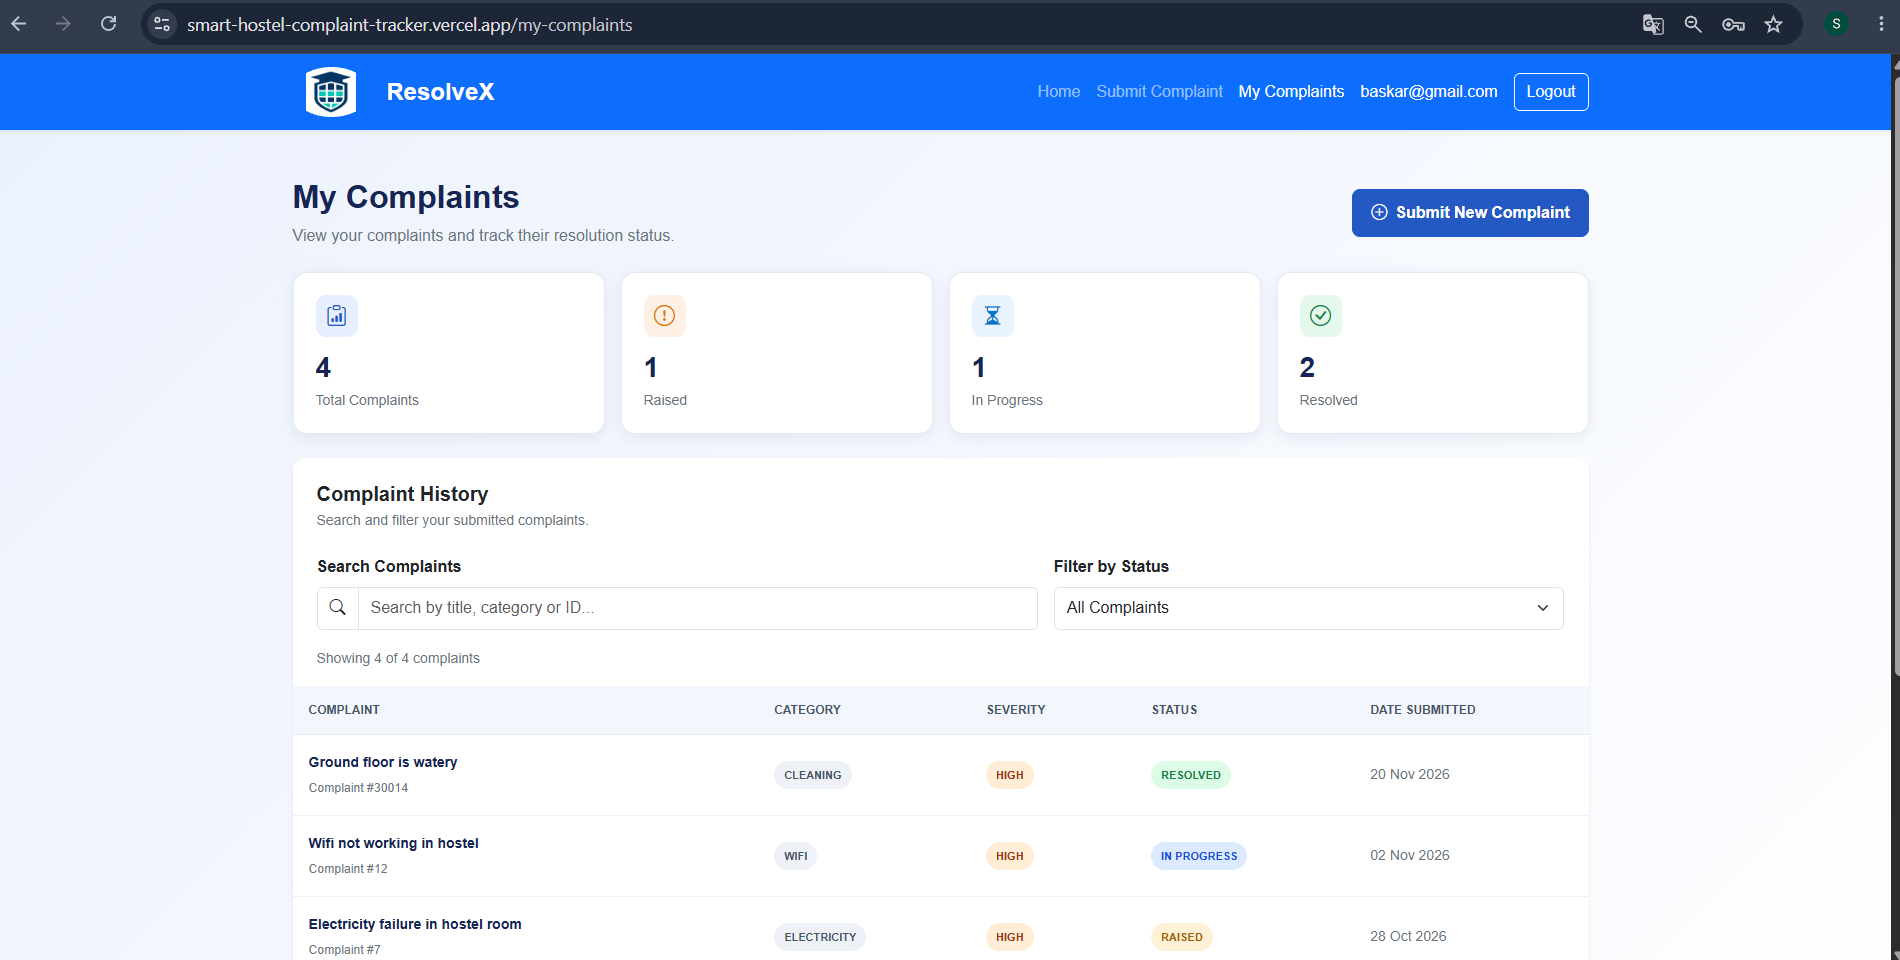 smart-hostel-complaint-tracker.vercel.app/my-complaints
S
ResolveX
Home Submit Complaint My Complaints baskar@gmail.com Logout
My Complaints
View your complaints and track their resolution status.
Submit New Complaint
4
Total Complaints
1
Raised
1
In Progress
2
Resolved
Complaint History
Search and filter your submitted complaints.
Search Complaints
Search by title, category or ID...
Filter by Status
All Complaints
Showing 4 of 4 complaints
COMPLAINT CATEGORY SEVERITY STATUS DATE SUBMITTED
Ground floor is watery
Complaint #30014
CLEANING HIGH RESOLVED 20 Nov 2026
Wifi not working in hostel
Complaint #12
WIFI HIGH IN PROGRESS 02 Nov 2026
Electricity failure in hostel room
Complaint #7
ELECTRICITY HIGH RAISED 28 Oct 2026